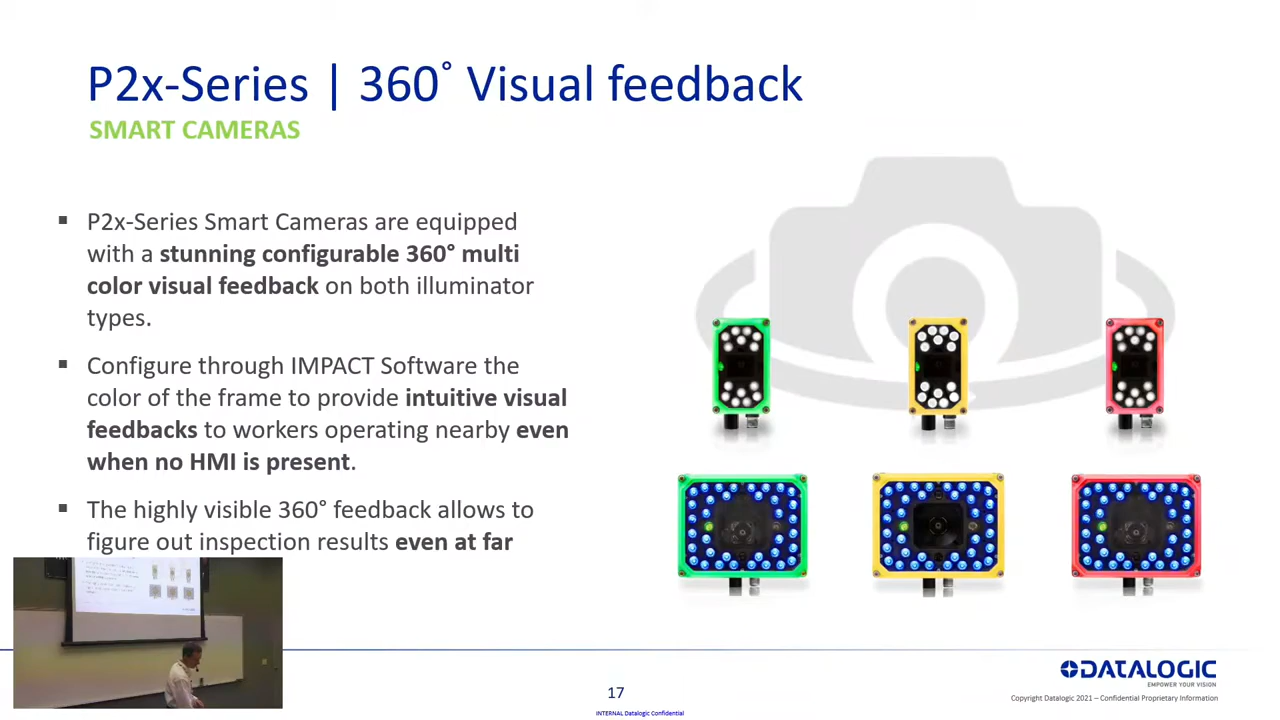 P2x-Series | 360° Visual feedback
SMART CAMERAS
▪ P2x-Series Smart Cameras are equipped
with a stunning configurable 360° multi
color visual feedback on both illuminator
types.
▪ Configure through IMPACT Software the
color of the frame to provide intuitive visual
feedbacks to workers operating nearby even
when no HMI is present.
▪ The highly visible 360° feedback allows to
figure out inspection results even at far
DATALOGIC
EMPOWER YOUR VISION
17
Copyright Datalogic 2021 – Confidential Proprietary Information
INTERNAL Datalogic Confidential